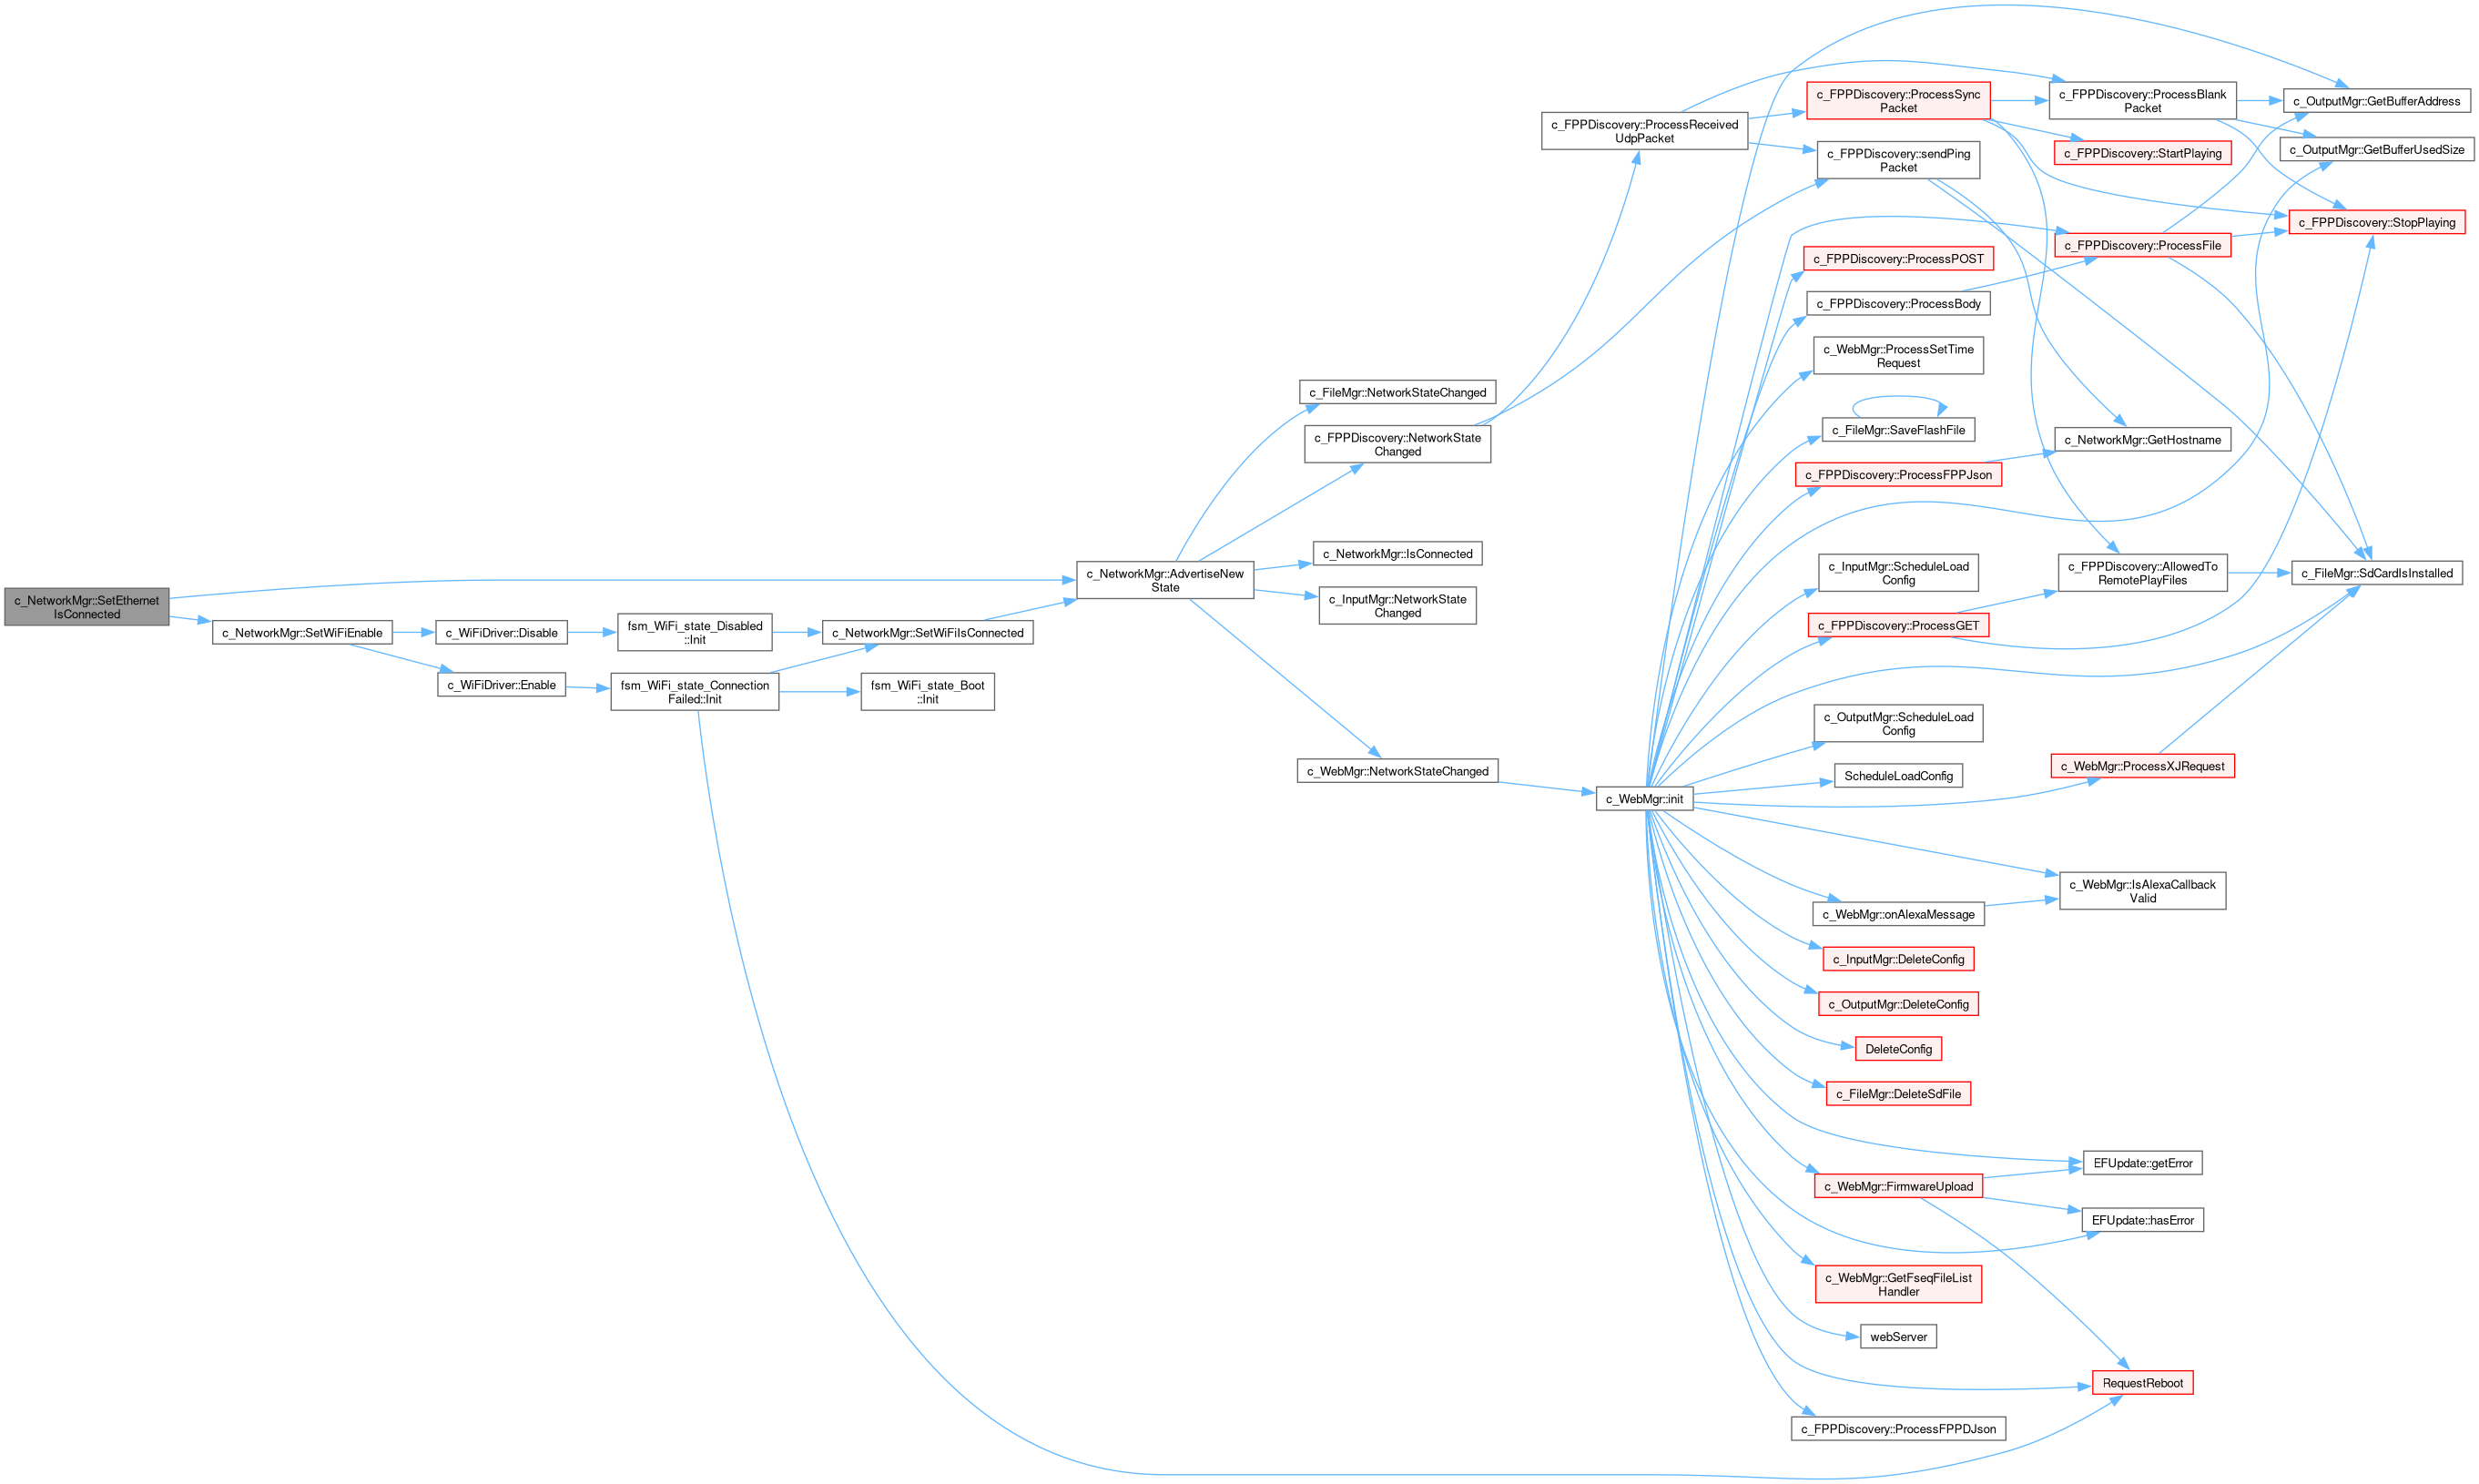 c_NetworkMgr::SetEthernet
IsConnected
c_NetworkMgr::SetWiFiEnable
c_WiFiDriver::Disable
c_WiFiDriver::Enable
fsm_WiFi_state_Disabled
::Init
fsm_WiFi_state_Connection
Failed::Init
c_NetworkMgr::SetWiFiIsConnected
fsm_WiFi_state_Boot
::Init
c_NetworkMgr::AdvertiseNew
State
c_FileMgr::NetworkStateChanged
c_FPPDiscovery::NetworkState
Changed
c_NetworkMgr::IsConnected
c_InputMgr::NetworkState
Changed
c_WebMgr::NetworkStateChanged
c_FPPDiscovery::ProcessReceived
UdpPacket
c_WebMgr::init
c_FPPDiscovery::ProcessSync
Packet
c_FPPDiscovery::sendPing
Packet
c_FPPDiscovery::ProcessPOST
c_FPPDiscovery::ProcessBody
c_WebMgr::ProcessSetTime
Request
c_FileMgr::SaveFlashFile
c_FPPDiscovery::ProcessFPPJson
c_InputMgr::ScheduleLoad
Config
c_FPPDiscovery::ProcessGET
c_OutputMgr::ScheduleLoad
Config
ScheduleLoadConfig
c_WebMgr::onAlexaMessage
c_InputMgr::DeleteConfig
c_OutputMgr::DeleteConfig
DeleteConfig
c_FileMgr::DeleteSdFile
c_WebMgr::FirmwareUpload
c_WebMgr::GetFseqFileList
Handler
webServer
c_FPPDiscovery::ProcessFPPDJson
c_FPPDiscovery::ProcessBlank
Packet
c_FPPDiscovery::StartPlaying
c_FPPDiscovery::ProcessFile
c_NetworkMgr::GetHostname
c_FPPDiscovery::AllowedTo
RemotePlayFiles
c_WebMgr::ProcessXJRequest
c_WebMgr::IsAlexaCallback
Valid
EFUpdate::getError
EFUpdate::hasError
RequestReboot
c_OutputMgr::GetBufferAddress
c_OutputMgr::GetBufferUsedSize
c_FPPDiscovery::StopPlaying
c_FileMgr::SdCardIsInstalled